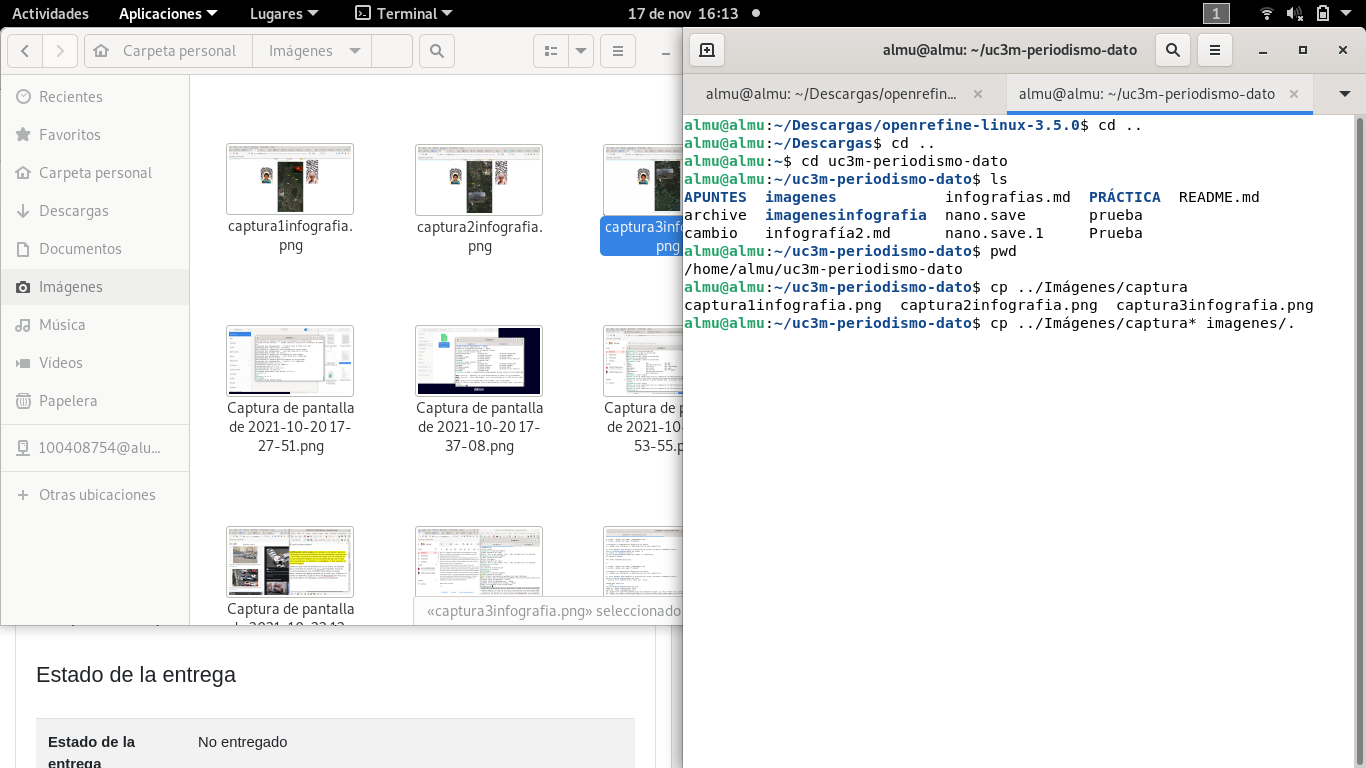 Actividades Aplicaciones Lugares Terminal 17 de nov 16:13 1
Carpeta personal Imágenes
Recientes
Favoritos
Carpeta personal
Descargas
Documentos
Imágenes
Música
Vídeos
Papelera
100408754@alu...
Otras ubicaciones
captura1infografia.
png
captura2infografia.
png
captura3info
png
Captura de pantalla
de 2021-10-20 17-
27-51.png
Captura de pantalla
de 2021-10-20 17-
37-08.png
Captura de p
de 2021-10-
53-55.p
Captura de pantalla
«captura3infografia.png» seleccionado
Estado de la entrega
Estado de la
entrega
No entregado
almu@almu: ~/uc3m-periodismo-dato
almu@almu: ~/Descargas/openrefin...
almu@almu: ~/uc3m-periodismo-dato
almu@almu:~/Descargas/openrefine-linux-3.5.0$ cd ..
almu@almu:~/Descargas$ cd ..
almu@almu:~$ cd uc3m-periodismo-dato
almu@almu:~/uc3m-periodismo-dato$ ls
APUNTES imagenes infografias.md PRÁCTICA README.md
archive imagenesinfografia nano.save prueba
cambio infografía2.md nano.save.1 Prueba
almu@almu:~/uc3m-periodismo-dato$ pwd
/home/almu/uc3m-periodismo-dato
almu@almu:~/uc3m-periodismo-dato$ cp ../Imágenes/captura
captura1infografia.png captura2infografia.png captura3infografia.png
almu@almu:~/uc3m-periodismo-dato$ cp ../Imágenes/captura* imagenes/.